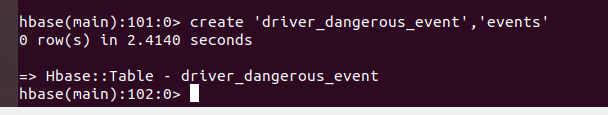 hbase(main):101:0> create 'driver_dangerous_event','events'
0 row(s) in 2.4140 seconds
=> Hbase::Table - driver_dangerous_event
hbase(main):102:0>